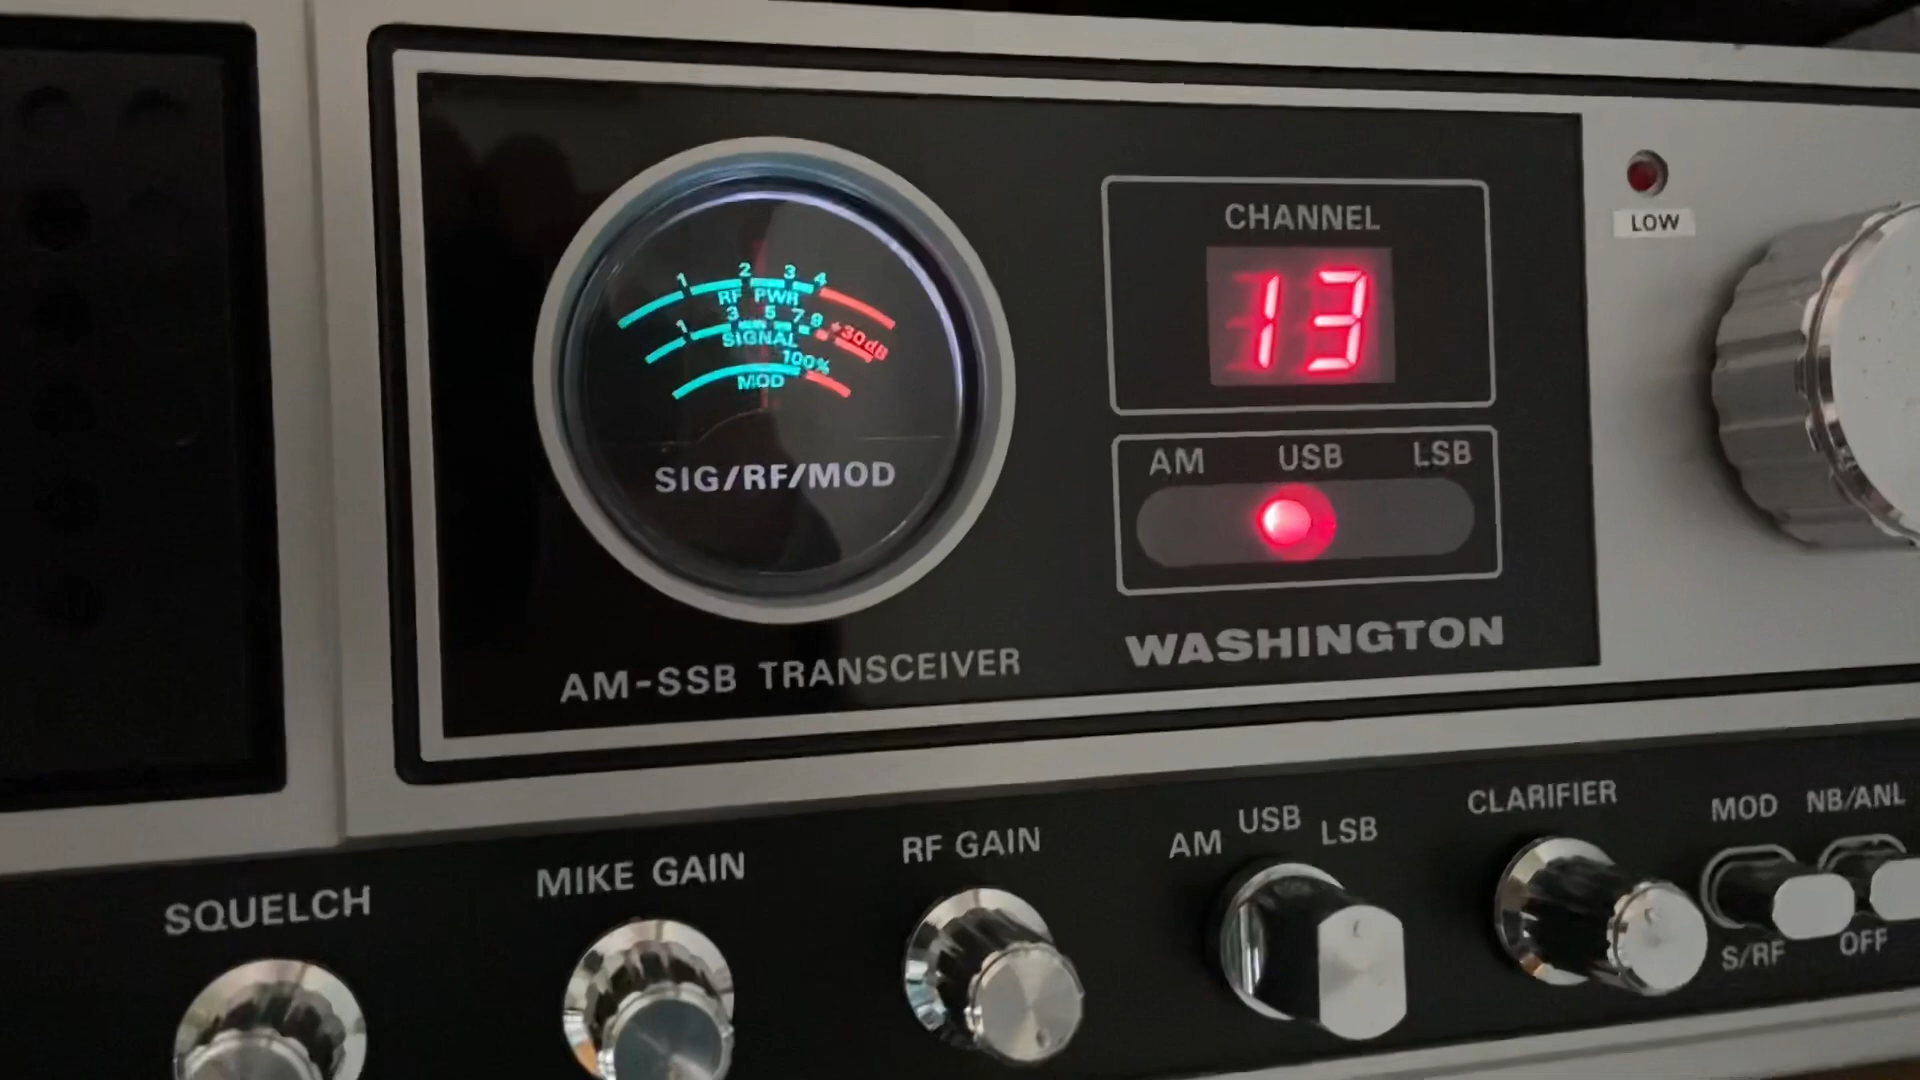 1 2 3 4
RF PWR
1 3 5 7 9 +30dB
SIGNAL
100%
MOD
SIG/RF/MOD
AM-SSB TRANSCEIVER
CHANNEL
13
AM USB LSB
WASHINGTON
LOW
SQUELCH
MIKE GAIN
RF GAIN
AM USB LSB
CLARIFIER
MOD
S/RF
NB/ANL
OFF